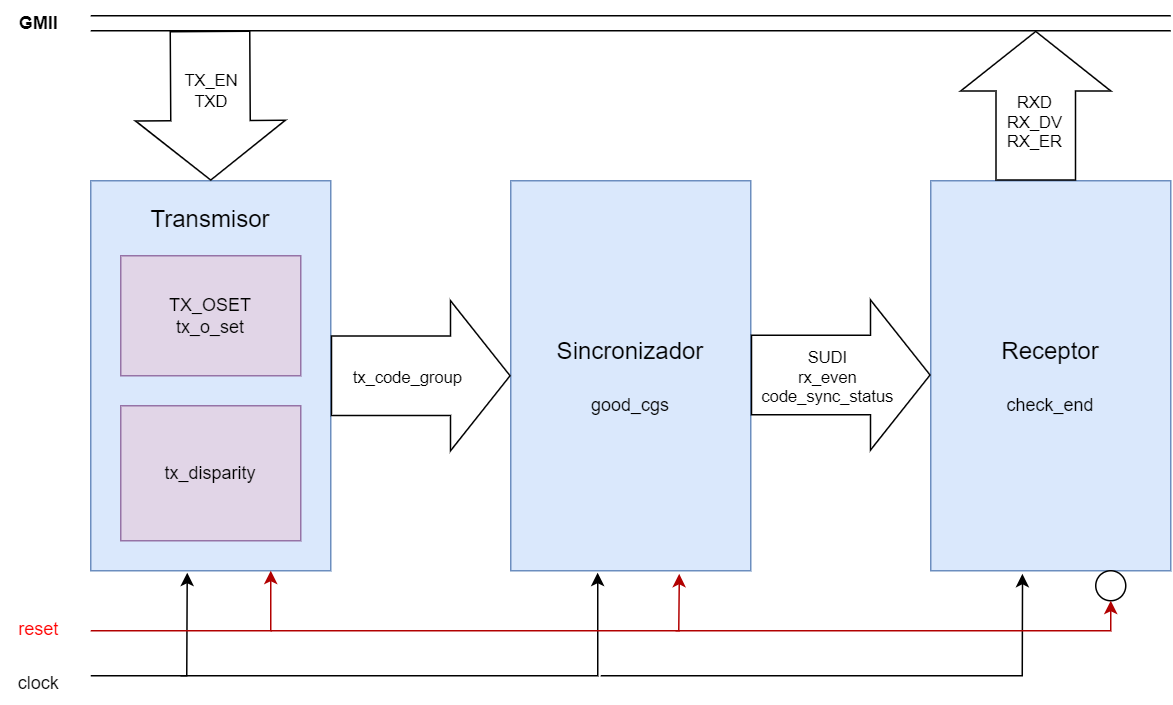 GMII
TX_EN
TXD
RXD
RX_DV
RX_ER
Transmisor
TX_OSET
tx_o_set
tx_disparity
tx_code_group
Sincronizador
good_cgs
SUDI
rx_even
code_sync_status
Receptor
check_end
reset
clock